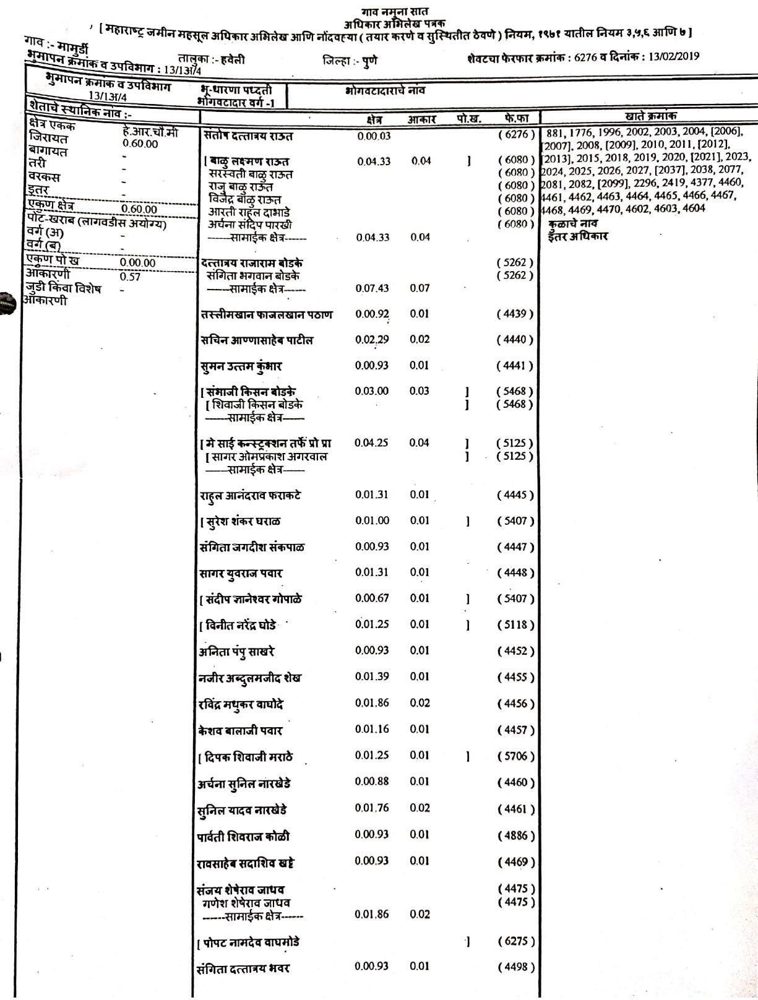 गाव नमुना सात
अधिकार अभिलेख पत्रक
[ महाराष्ट्र जमीन महसूल अधिकार अभिलेख आणि नोंदवह्या ( तयार करणे व सुस्थितीत ठेवणे ) नियम, १९७१ यातील नियम ३,५,६ आणि ७ ]
गाव :- मामुर्डी तालुका :- हवेली जिल्हा :- पुणे शेवटचा फेरफार क्रमांक : 6276 व दिनांक : 13/02/2019
भुमापन क्रमांक व उपविभाग : 13/1अ/4
भुमापन क्रमांक व उपविभाग
13/1अ/4
भू-धारणा पध्दती
भोगवटादार वर्ग -1
भोगवटादाराचे नांव
शेताचे स्थानिक नांव :-
क्षेत्र आकार पो.ख. फे.फा खाते क्रमांक
क्षेत्र एकक हे.आर.चौ.मी
जिरायत 0.60.00
बागायत -
तरी -
वरकस -
इतर -
एकुण क्षेत्र 0.60.00
पोट-खराब (लागवडीस अयोग्य)
वर्ग (अ) -
वर्ग (ब) -
एकुण पो ख 0.00.00
आकारणी 0.57
जुडी किंवा विशेष -
आकारणी
संतोष दत्तात्रय राऊत 0.00.03 ( 6276 )
[ बाळु लक्ष्मण राऊत 0.04.33 0.04 ] ( 6080 )
सरस्वती बाळु राऊत ( 6080 )
राजु बाळु राऊत ( 6080 )
विजेंद्र बाळु राऊत ( 6080 )
आरती राहुल दाभाडे ( 6080 )
अर्चना संदिप पारखी ( 6080 )
------सामाईक क्षेत्र------ 0.04.33 0.04
दत्तात्रय राजाराम बोडके ( 5262 )
संगिता भगवान बोडके ( 5262 )
------सामाईक क्षेत्र------ 0.07.43 0.07
तस्लीमखान फाजलखान पठाण 0.00.92 0.01 ( 4439 )
सचिन आण्णासाहेब पाटील 0.02.29 0.02 ( 4440 )
सुमन उत्तम कुंभार 0.00.93 0.01 ( 4441 )
[ संभाजी किसन बोडके 0.03.00 0.03 ] ( 5468 )
[ शिवाजी किसन बोडके ] ( 5468 )
------सामाईक क्षेत्र------
[ मे साई कन्स्ट्रक्शन तर्फे प्रो प्रा 0.04.25 0.04 ] ( 5125 )
[ सागर ओमप्रकाश अगरवाल ] ( 5125 )
------सामाईक क्षेत्र------
राहुल आनंदराव फराकटे 0.01.31 0.01 ( 4445 )
[ सुरेश शंकर घराळ 0.01.00 0.01 ] ( 5407 )
संगिता जगदीश संकपाळ 0.00.93 0.01 ( 4447 )
सागर युवराज पवार 0.01.31 0.01 ( 4448 )
[ संदीप ज्ञानेश्वर गोपाळे 0.00.67 0.01 ] ( 5407 )
[ विनीत नरेंद्र घोडे 0.01.25 0.01 ] ( 5118 )
अनिता पंपु साखरे 0.00.93 0.01 ( 4452 )
नजीर अब्दुलमजीद शेख 0.01.39 0.01 ( 4455 )
रविंद्र मधुकर वाघोदे 0.01.86 0.02 ( 4456 )
केशव बालाजी पवार 0.01.16 0.01 ( 4457 )
[ दिपक शिवाजी मराठे 0.01.25 0.01 ] ( 5706 )
अर्चना सुनिल नारखेडे 0.00.88 0.01 ( 4460 )
सुनिल यादव नारखेडे 0.01.76 0.02 ( 4461 )
पार्वती शिवराज कोळी 0.00.93 0.01 ( 4886 )
रावसाहेब सदाशिव खट्टे 0.00.93 0.01 ( 4469 )
संजय शेषेराव जाधव ( 4475 )
गणेश शेषेराव जाधव ( 4475 )
------सामाईक क्षेत्र------ 0.01.86 0.02
[ पोपट नामदेव वाघमोडे ] ( 6275 )
संगिता दत्तात्रय भवर 0.00.93 0.01 ( 4498 )
881, 1776, 1996, 2002, 2003, 2004, [2006],
[2007], 2008, [2009], 2010, 2011, [2012],
[2013], 2015, 2018, 2019, 2020, [2021], 2023,
2024, 2025, 2026, 2027, [2037], 2038, 2077,
2081, 2082, [2099], 2296, 2419, 4377, 4460,
4461, 4462, 4463, 4464, 4465, 4466, 4467,
4468, 4469, 4470, 4602, 4603, 4604
कुळाचे नाव
इतर अधिकार